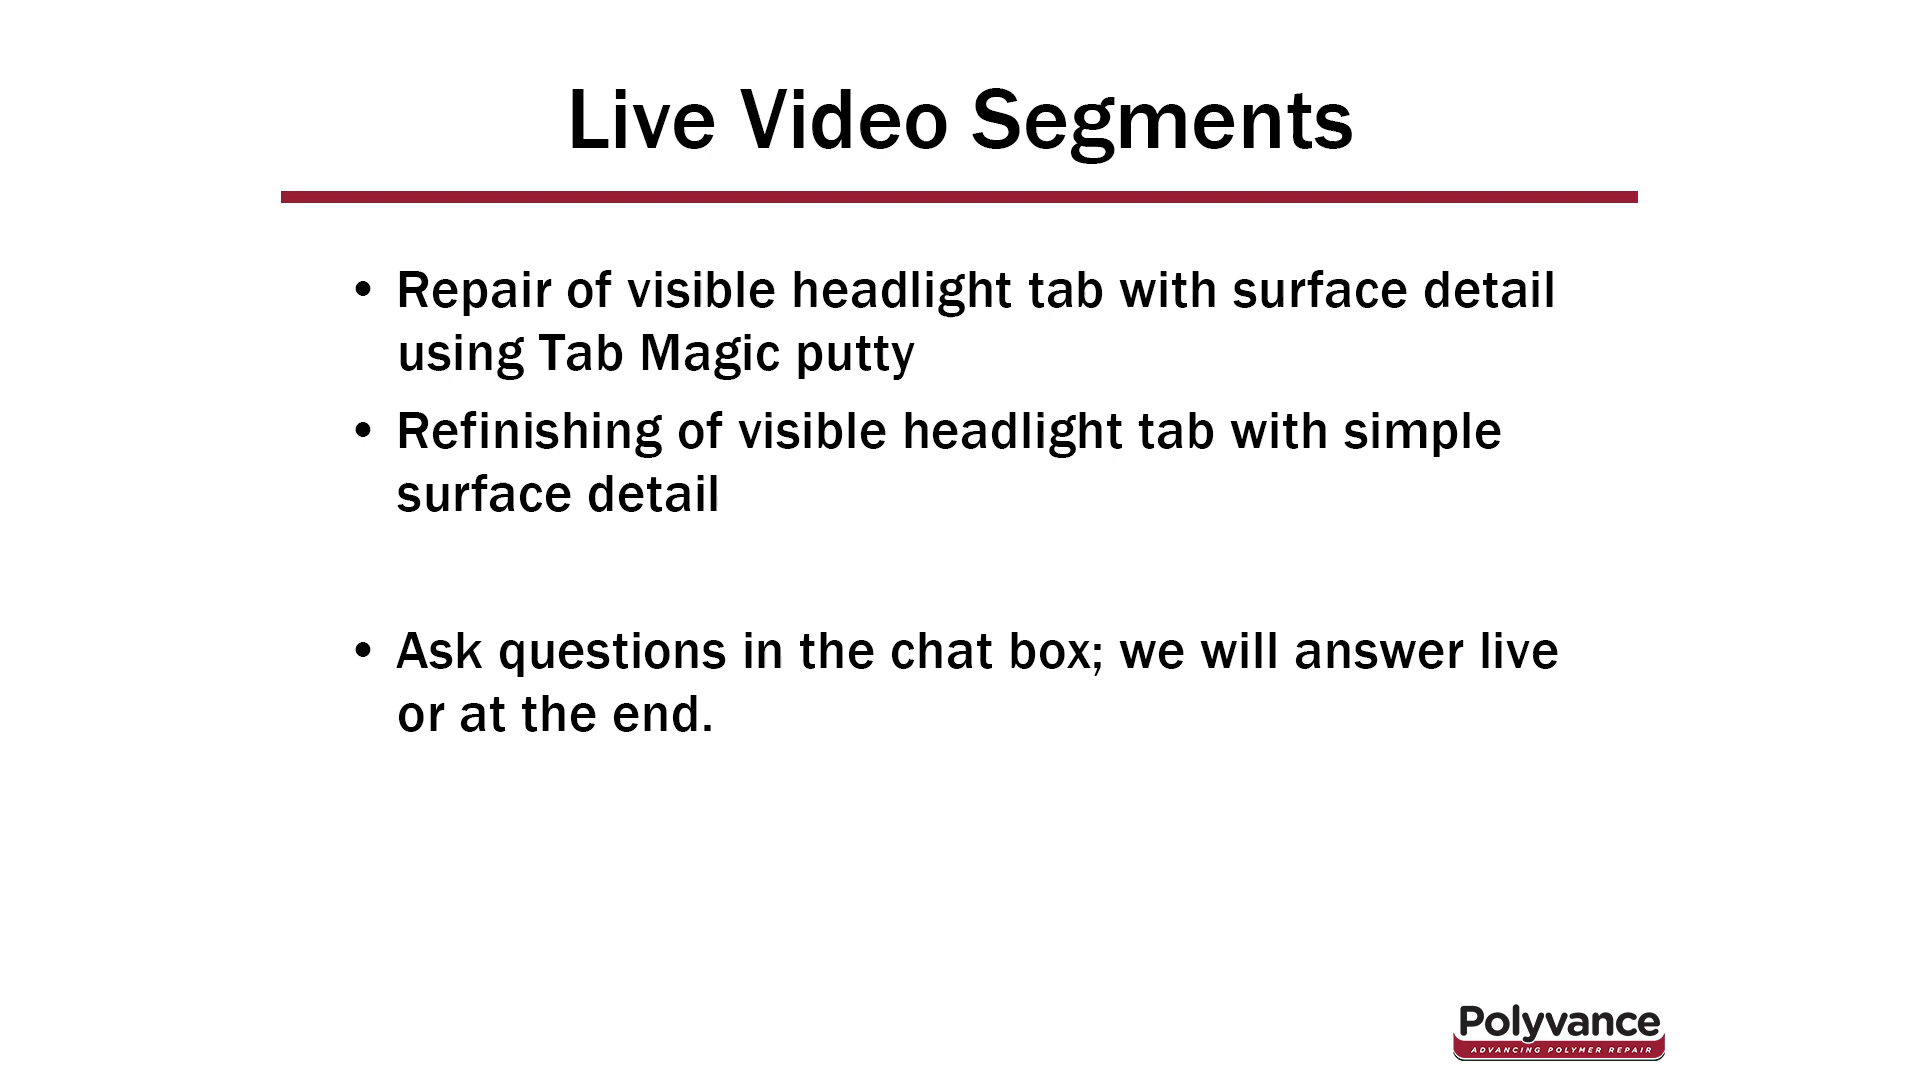 Live Video Segments
• Repair of visible headlight tab with surface detail
using Tab Magic putty
• Refinishing of visible headlight tab with simple
surface detail
• Ask questions in the chat box; we will answer live
or at the end.
Polyvance
ADVANCING POLYMER REPAIR